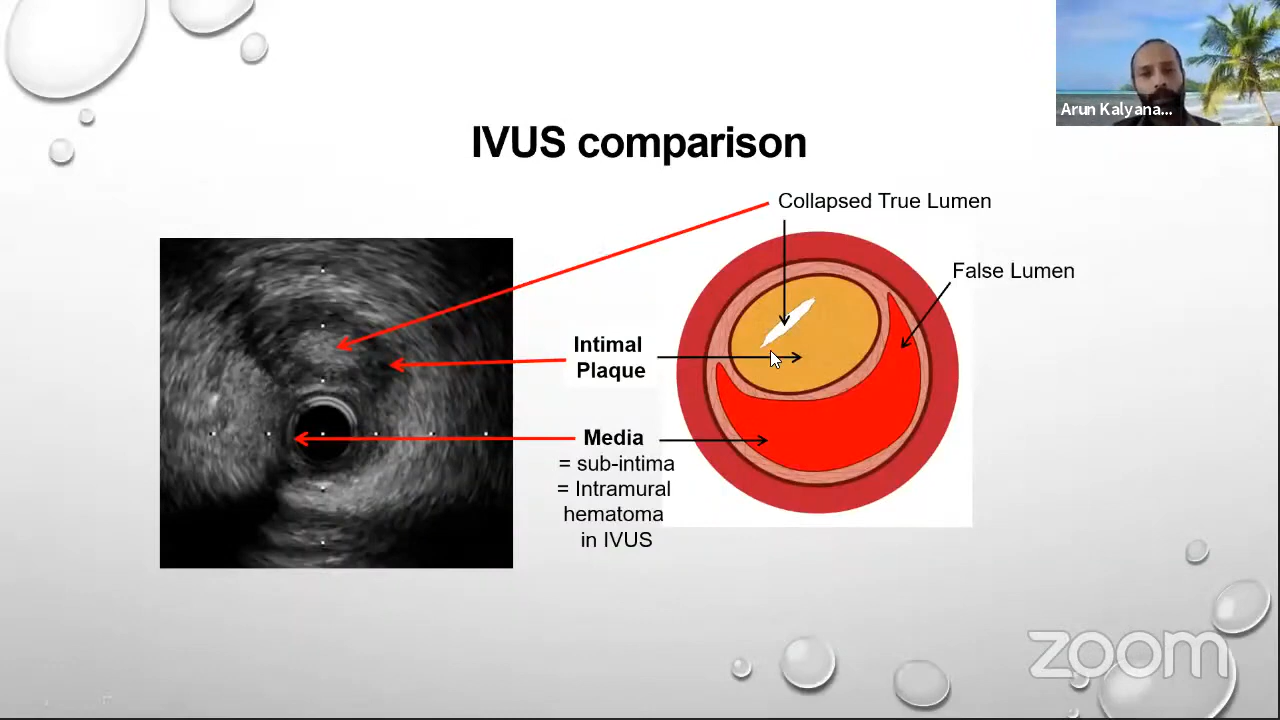 Arun Kalyana...
IVUS comparison
Collapsed True Lumen
False Lumen
Intimal
Plaque
Media
= sub-intima
= Intramural
hematoma
in IVUS
zoom